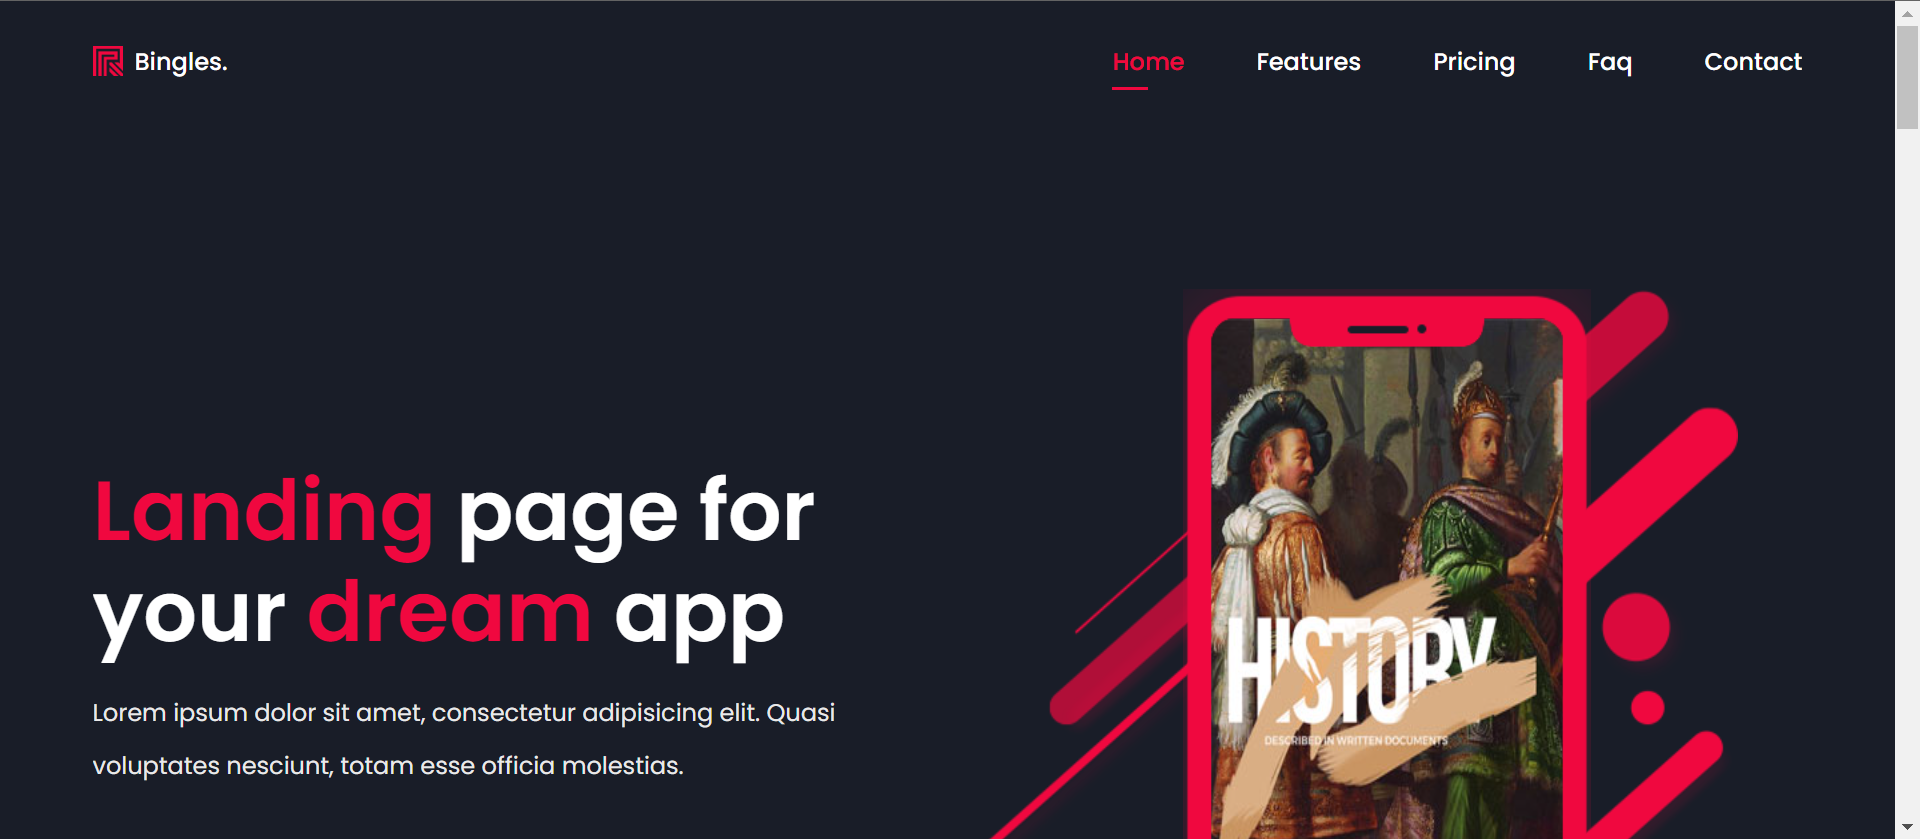 Bingles.
Home Features Pricing Faq Contact
Landing page for
your dream app
Lorem ipsum dolor sit amet, consectetur adipisicing elit. Quasi
voluptates nesciunt, totam esse officia molestias.
HISTORY
DESCRIBED IN WRITTEN DOCUMENTS